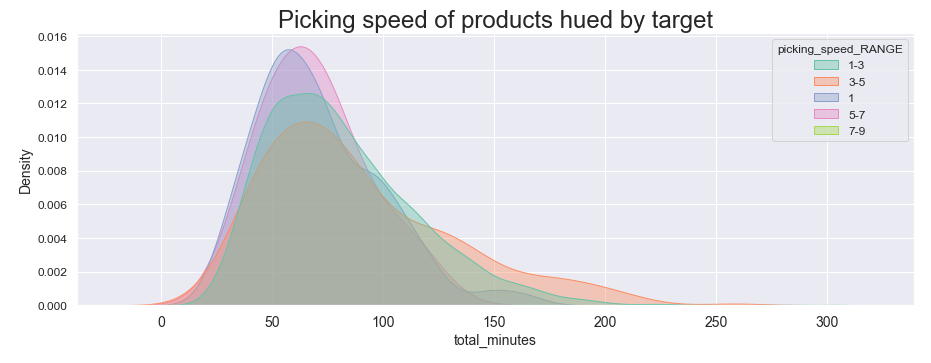 Picking speed of products hued by target
picking_speed_RANGE
1-3
3-5
1
5-7
7-9
Density
0.016
0.014
0.012
0.010
0.008
0.006
0.004
0.002
0.000
0 50 100 150 200 250 300
total_minutes